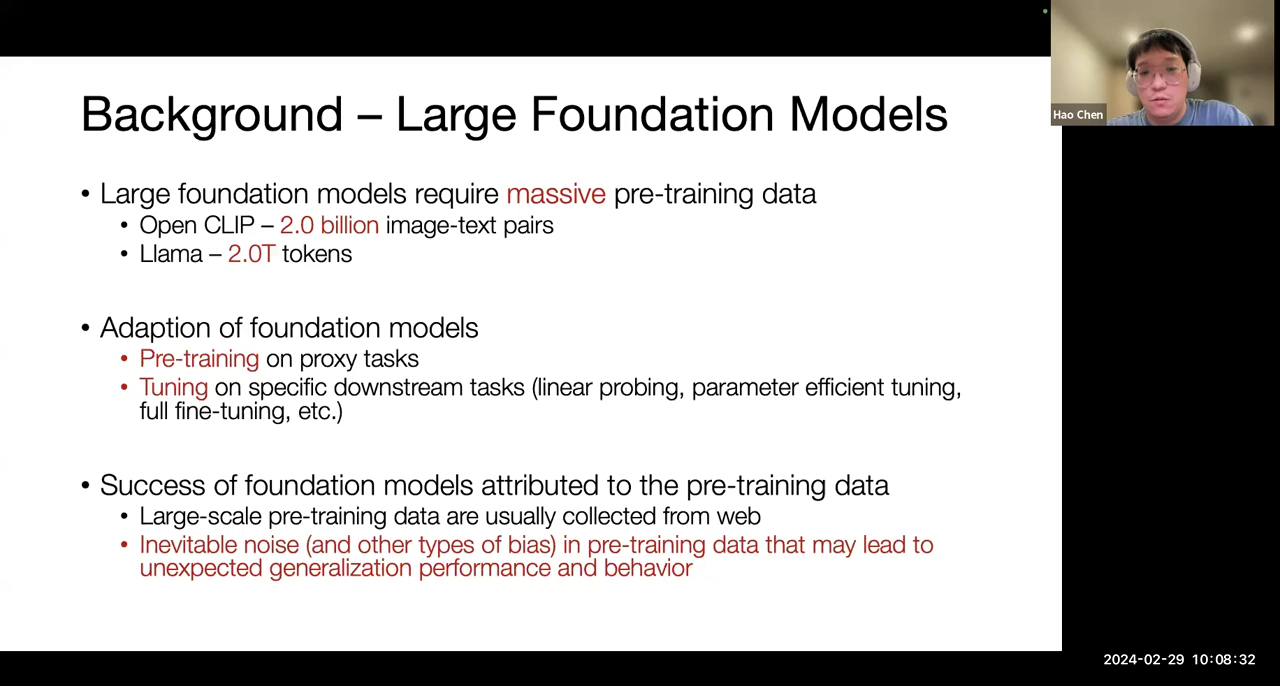 Background – Large Foundation Models
Hao Chen
• Large foundation models require massive pre-training data
• Open CLIP – 2.0 billion image-text pairs
• Llama – 2.0T tokens
• Adaption of foundation models
• Pre-training on proxy tasks
• Tuning on specific downstream tasks (linear probing, parameter efficient tuning,
full fine-tuning, etc.)
• Success of foundation models attributed to the pre-training data
• Large-scale pre-training data are usually collected from web
• Inevitable noise (and other types of bias) in pre-training data that may lead to
unexpected generalization performance and behavior
2024-02-29 10:08:32